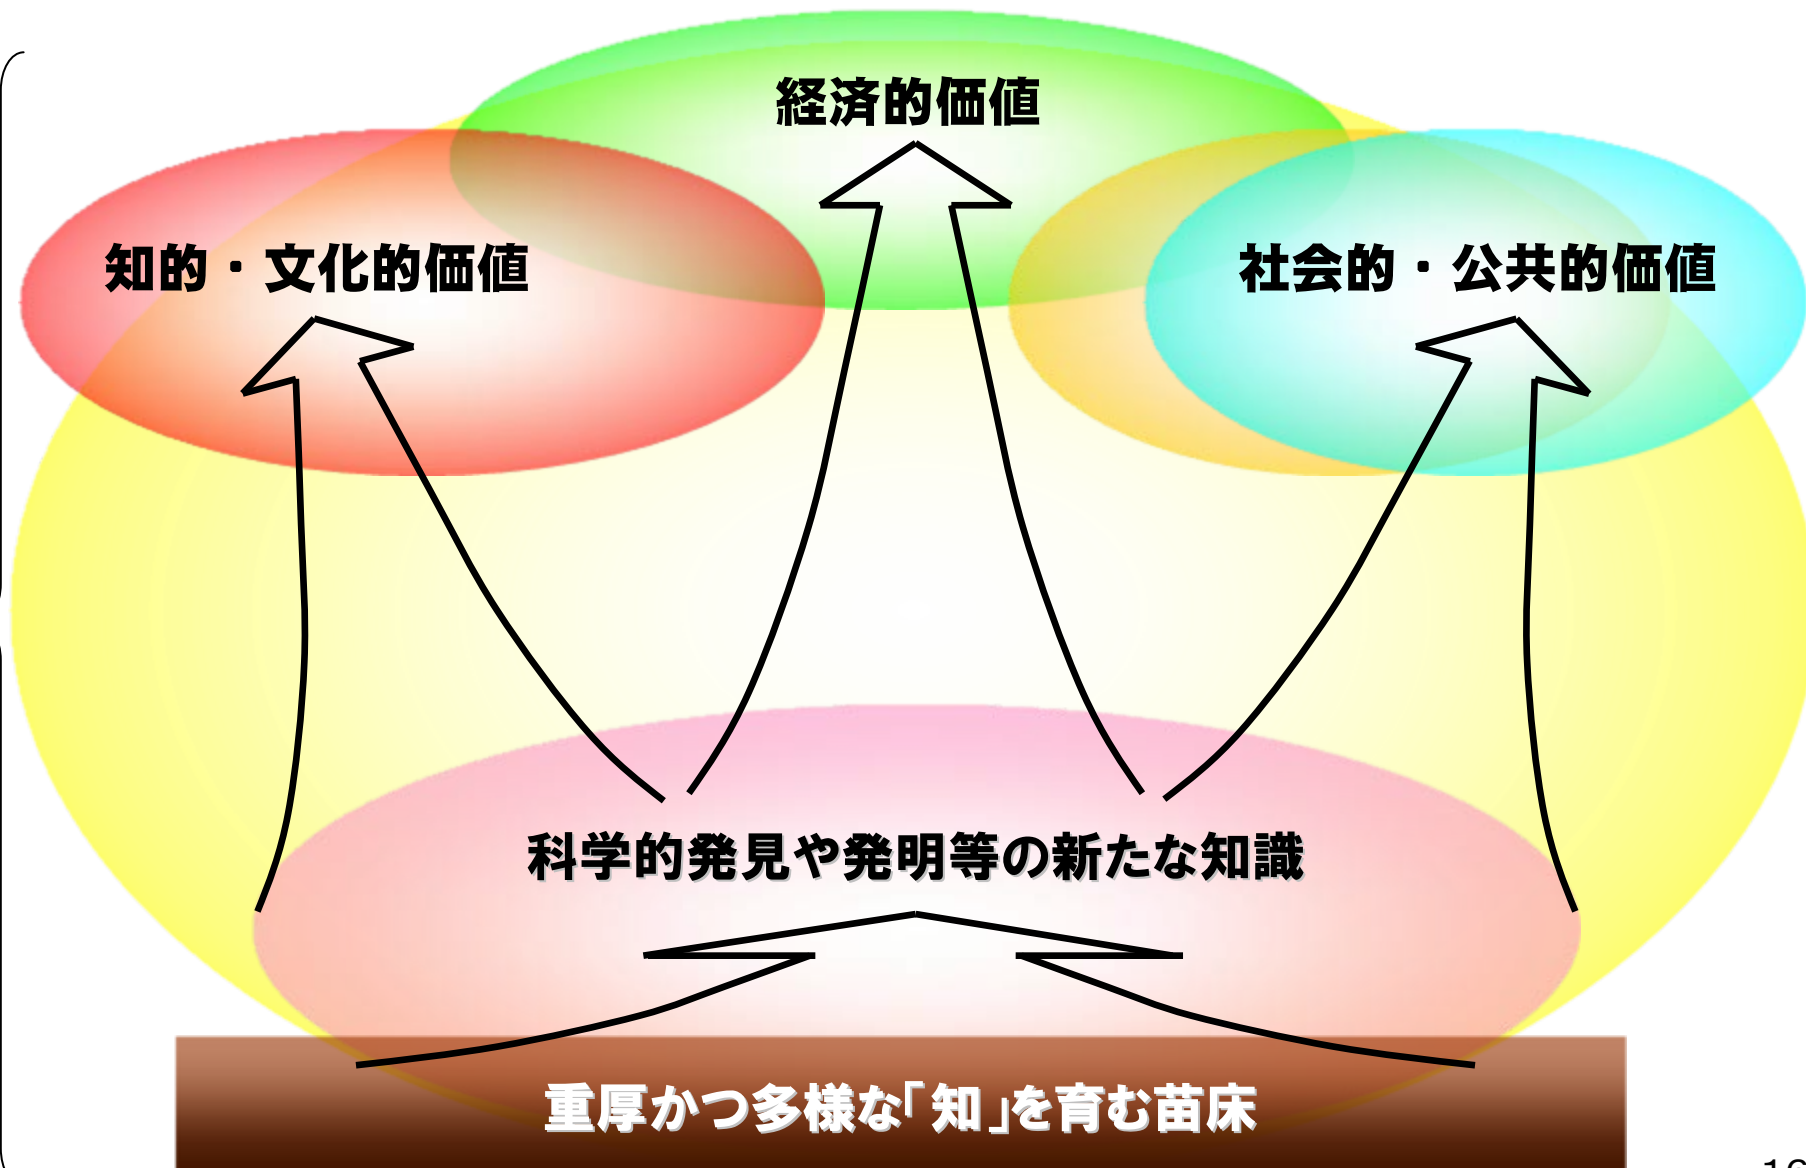 経済的価値
知的・文化的価値
社会的・公共的価値
科学的発見や発明等の新たな知識
重厚かつ多様な「知」を育む苗床